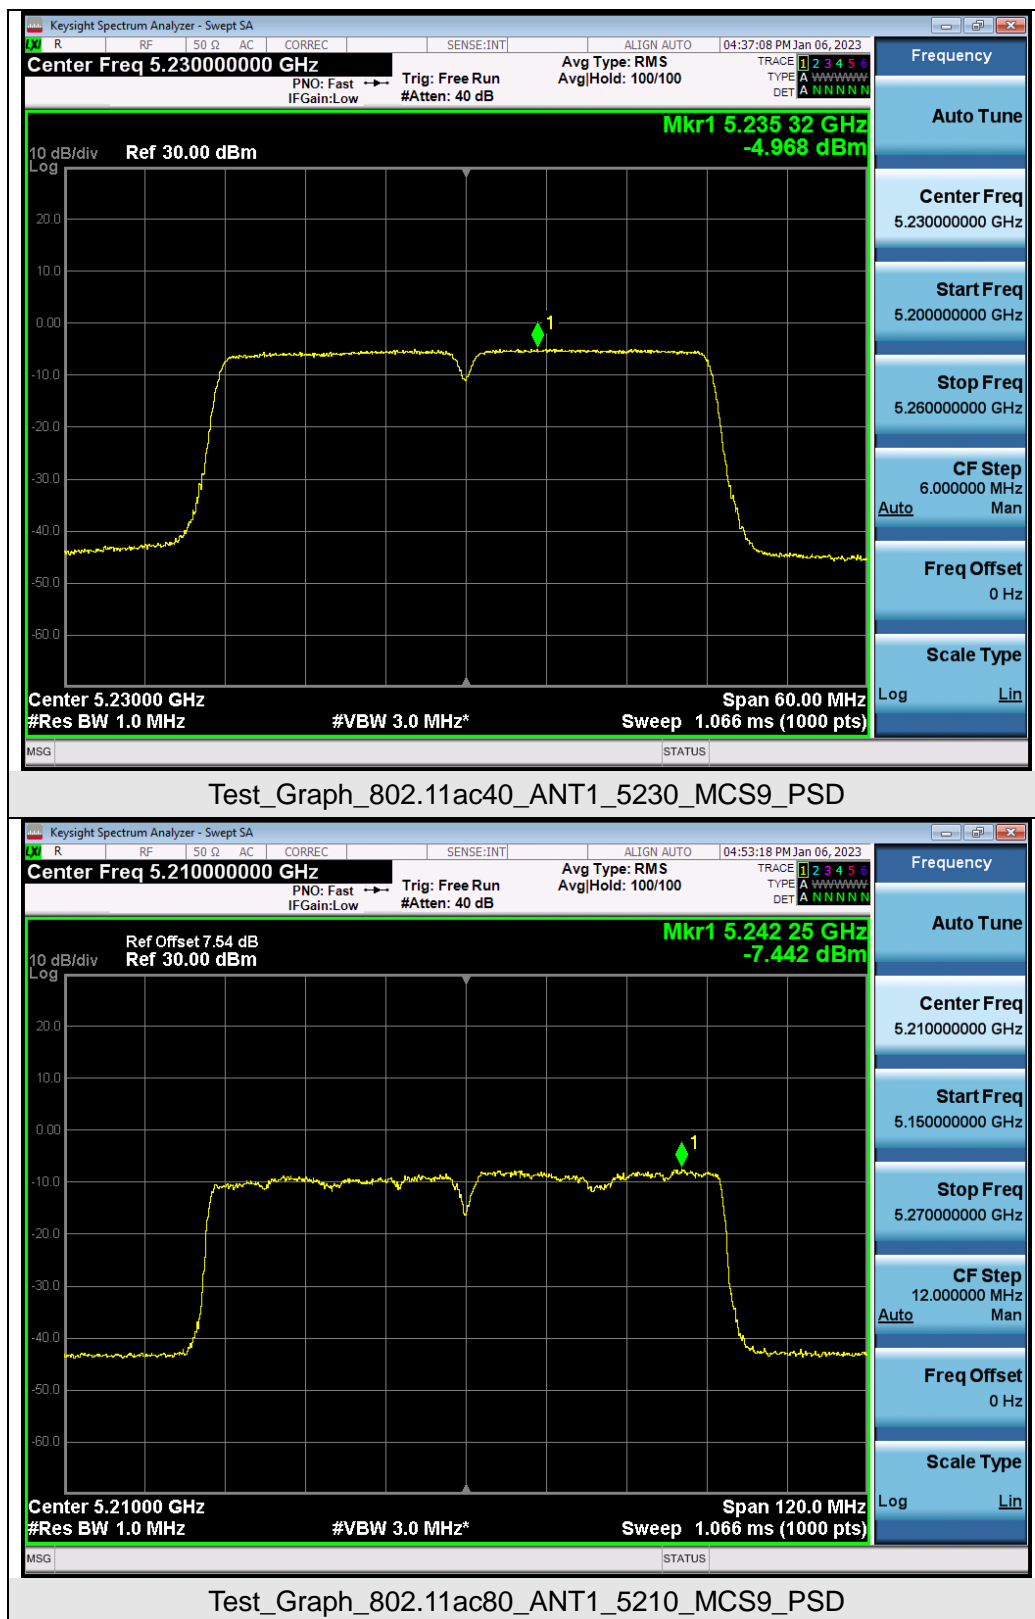 Keysight Spectrum Analyzer - Swept SA
LXI R RF 50 Ω AC CORREC SENSE:INT ALIGN AUTO 04:37:08 PM Jan 06, 2023
Center Freq 5.230000000 GHz
PNO: Fast
IFGain:Low
Trig: Free Run
#Atten: 40 dB
Avg Type: RMS
Avg|Hold: 100/100
TRACE 1 2 3 4 5 6
TYPE A WWWWW
DET A N N N N N
Mkr1 5.235 32 GHz
-4.968 dBm
10 dB/div
Log
Ref 30.00 dBm
20.0
10.0
0.00
-10.0
-20.0
-30.0
-40.0
-50.0
-60.0
1
Center 5.23000 GHz
#Res BW 1.0 MHz
#VBW 3.0 MHz*
Span 60.00 MHz
Sweep 1.066 ms (1000 pts)
MSG
STATUS
Frequency
Auto Tune
Center Freq
5.230000000 GHz
Start Freq
5.200000000 GHz
Stop Freq
5.260000000 GHz
CF Step
6.000000 MHz
Auto Man
Freq Offset
0 Hz
Scale Type
Log Lin
Test_Graph_802.11ac40_ANT1_5230_MCS9_PSD
Keysight Spectrum Analyzer - Swept SA
LXI R RF 50 Ω AC CORREC SENSE:INT ALIGN AUTO 04:53:18 PM Jan 06, 2023
Center Freq 5.210000000 GHz
PNO: Fast
IFGain:Low
Trig: Free Run
#Atten: 40 dB
Avg Type: RMS
Avg|Hold: 100/100
TRACE 1 2 3 4 5 6
TYPE A WWWWW
DET A N N N N N
Mkr1 5.242 25 GHz
-7.442 dBm
10 dB/div
Log
Ref Offset 7.54 dB
Ref 30.00 dBm
20.0
10.0
0.00
-10.0
-20.0
-30.0
-40.0
-50.0
-60.0
1
Center 5.21000 GHz
#Res BW 1.0 MHz
#VBW 3.0 MHz*
Span 120.0 MHz
Sweep 1.066 ms (1000 pts)
MSG
STATUS
Frequency
Auto Tune
Center Freq
5.210000000 GHz
Start Freq
5.150000000 GHz
Stop Freq
5.270000000 GHz
CF Step
12.000000 MHz
Auto Man
Freq Offset
0 Hz
Scale Type
Log Lin
Test_Graph_802.11ac80_ANT1_5210_MCS9_PSD